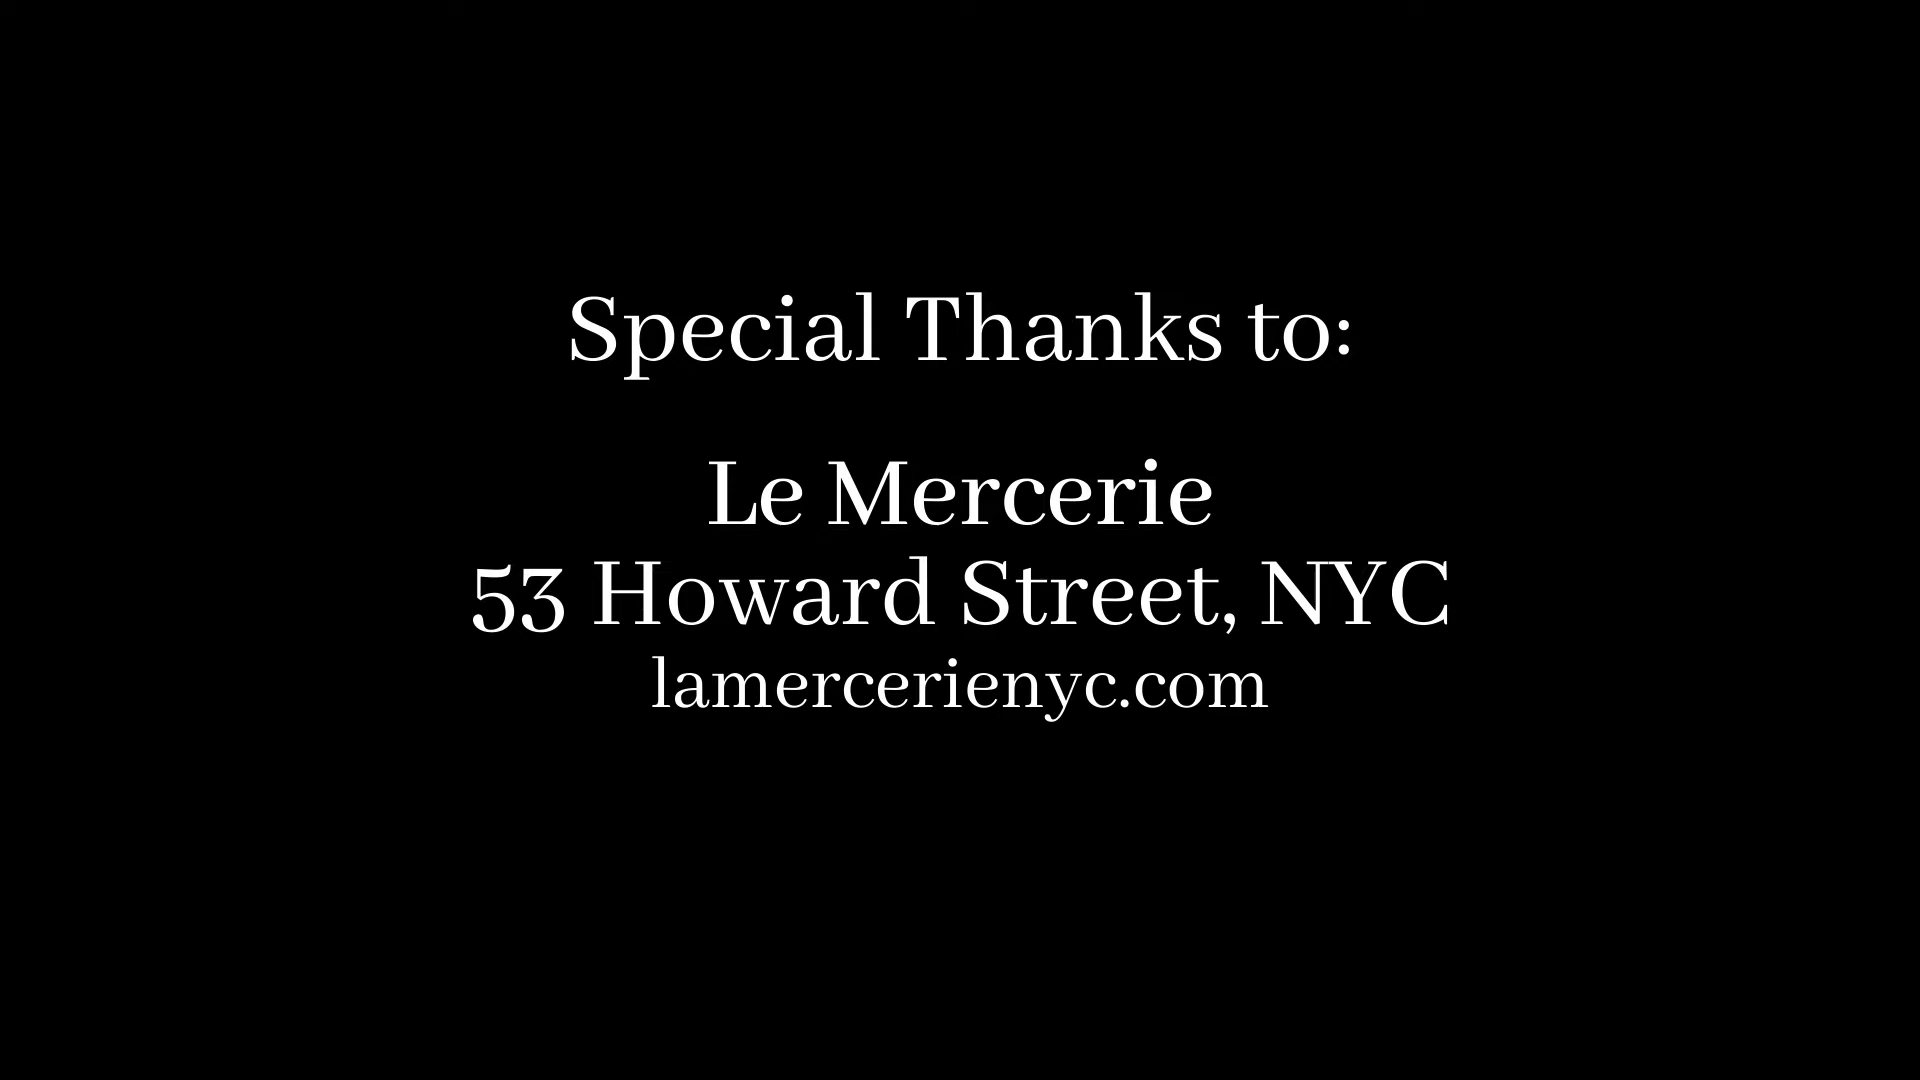 Special Thanks to:
Le Mercerie
53 Howard Street, NYC
lamercerienyc.com